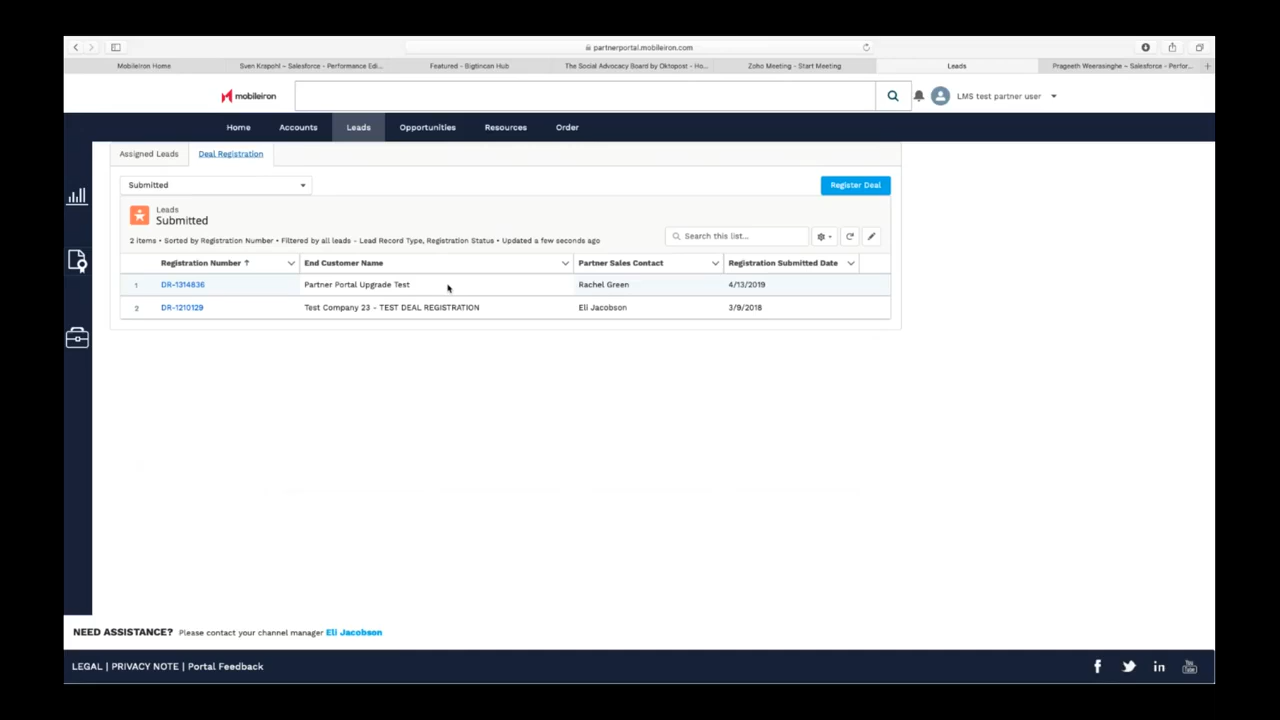 partnerportal.mobileiron.com
MobileIron Home
Sven Krapohl – Salesforce - Performance Edi...
Featured - Bigtincan Hub
The Social Advocacy Board by Oktopost - Ho...
Zoho Meeting - Start Meeting
Leads
Pragneth Weerasinghe – Salesforce - Perfor...
mobileiron
LMS test partner user
Home
Accounts
Leads
Opportunities
Resources
Order
Assigned Leads
Deal Registration
Submitted
Register Deal
Leads
Submitted
2 items • Sorted by Registration Number • Filtered by all leads - Lead Record Type, Registration Status • Updated a few seconds ago
Search this list...
Registration Number ↑ End Customer Name Partner Sales Contact Registration Submitted Date
1 DR-1314836 Partner Portal Upgrade Test Rachel Green 4/13/2019
2 DR-1210129 Test Company 23 - TEST DEAL REGISTRATION Eli Jacobson 3/9/2018
NEED ASSISTANCE? Please contact your channel manager Eli Jacobson
LEGAL | PRIVACY NOTE | Portal Feedback